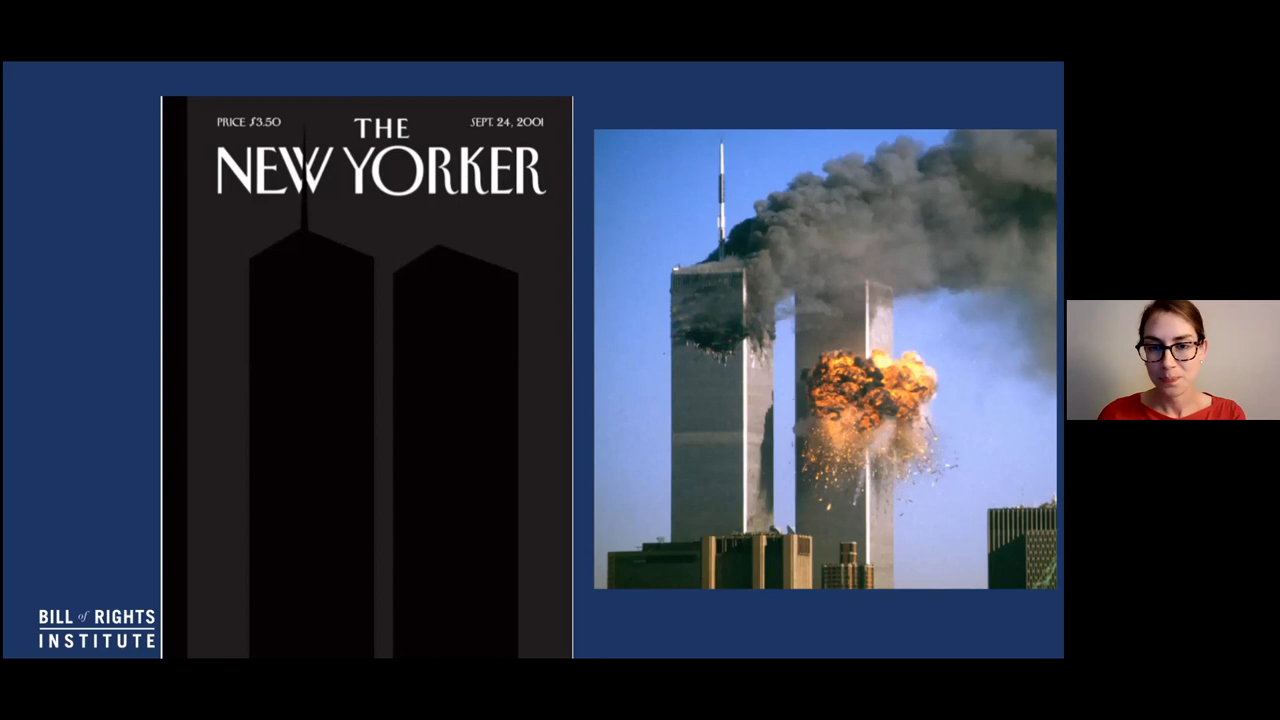 PRICE $3.50
THE
SEPT. 24, 2001
NEW YORKER
BILL of RIGHTS
INSTITUTE